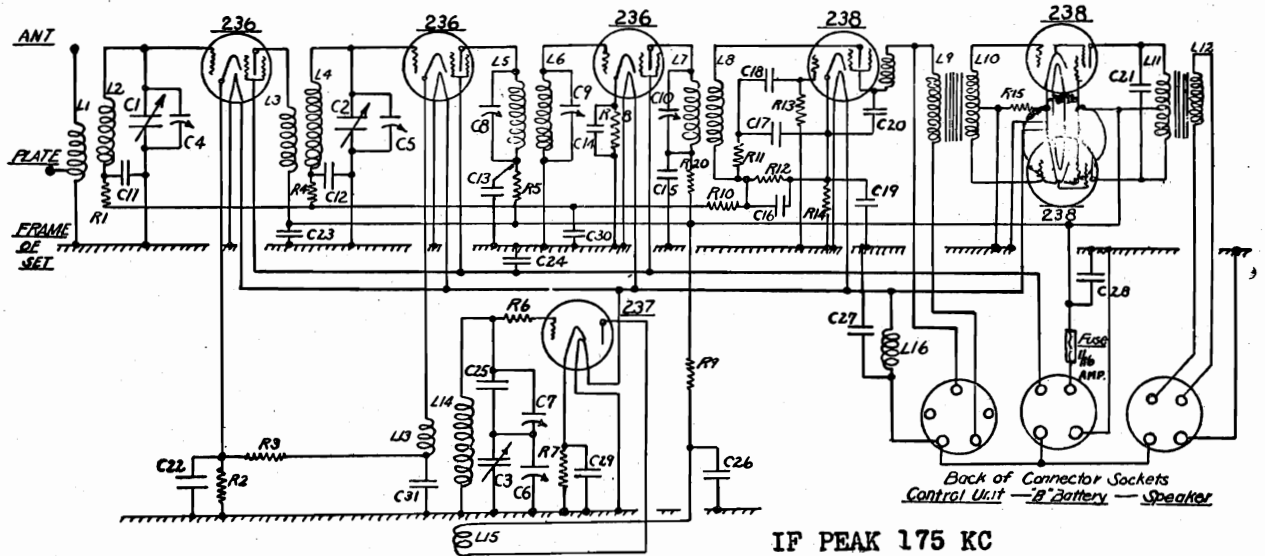 236
236
236
238
238
ANT
PLATE
FRAME
OF
SET
L1
L2
C1
C4
C11
R1
L3
L4
C2
C5
R4
C12
C23
L5
C8
C13
R5
L6
C9
C14
R8
C30
C24
L7
C10
C15
R20
L8
C18
R13
C17
R11
R12
R10
C16
R14
C20
C19
L9
L10
R15
238
C21
L11
L12
C28
Fuse
1/16
AMP.
C27
L16
237
R6
C25
C7
L14
C3
C6
R7
C29
R9
C26
L13
C31
R3
C22
R2
L15
Back of Connector Sockets
Control Unit — "B" Battery — Speaker
IF PEAK 175 KC